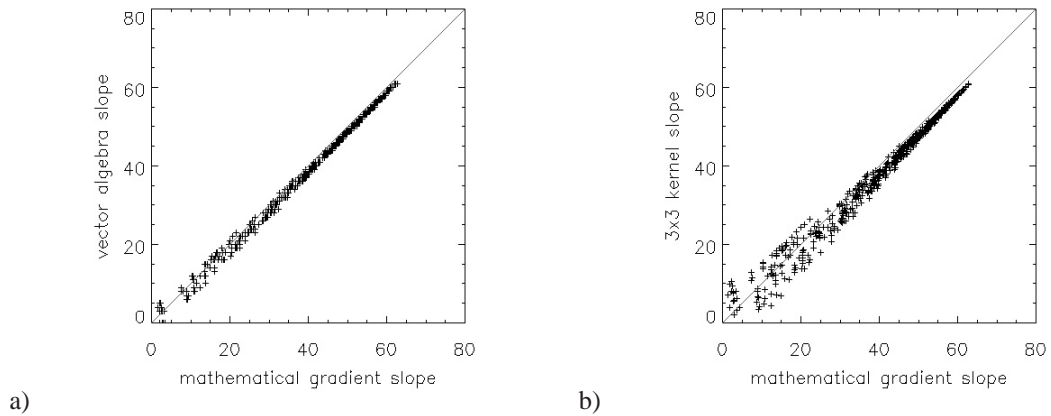 80
60
40
20
0
vector algebra slope
0 20 40 60 80
mathematical gradient slope
a)
80
60
40
20
0
3x3 kernel slope
0 20 40 60 80
mathematical gradient slope
b)